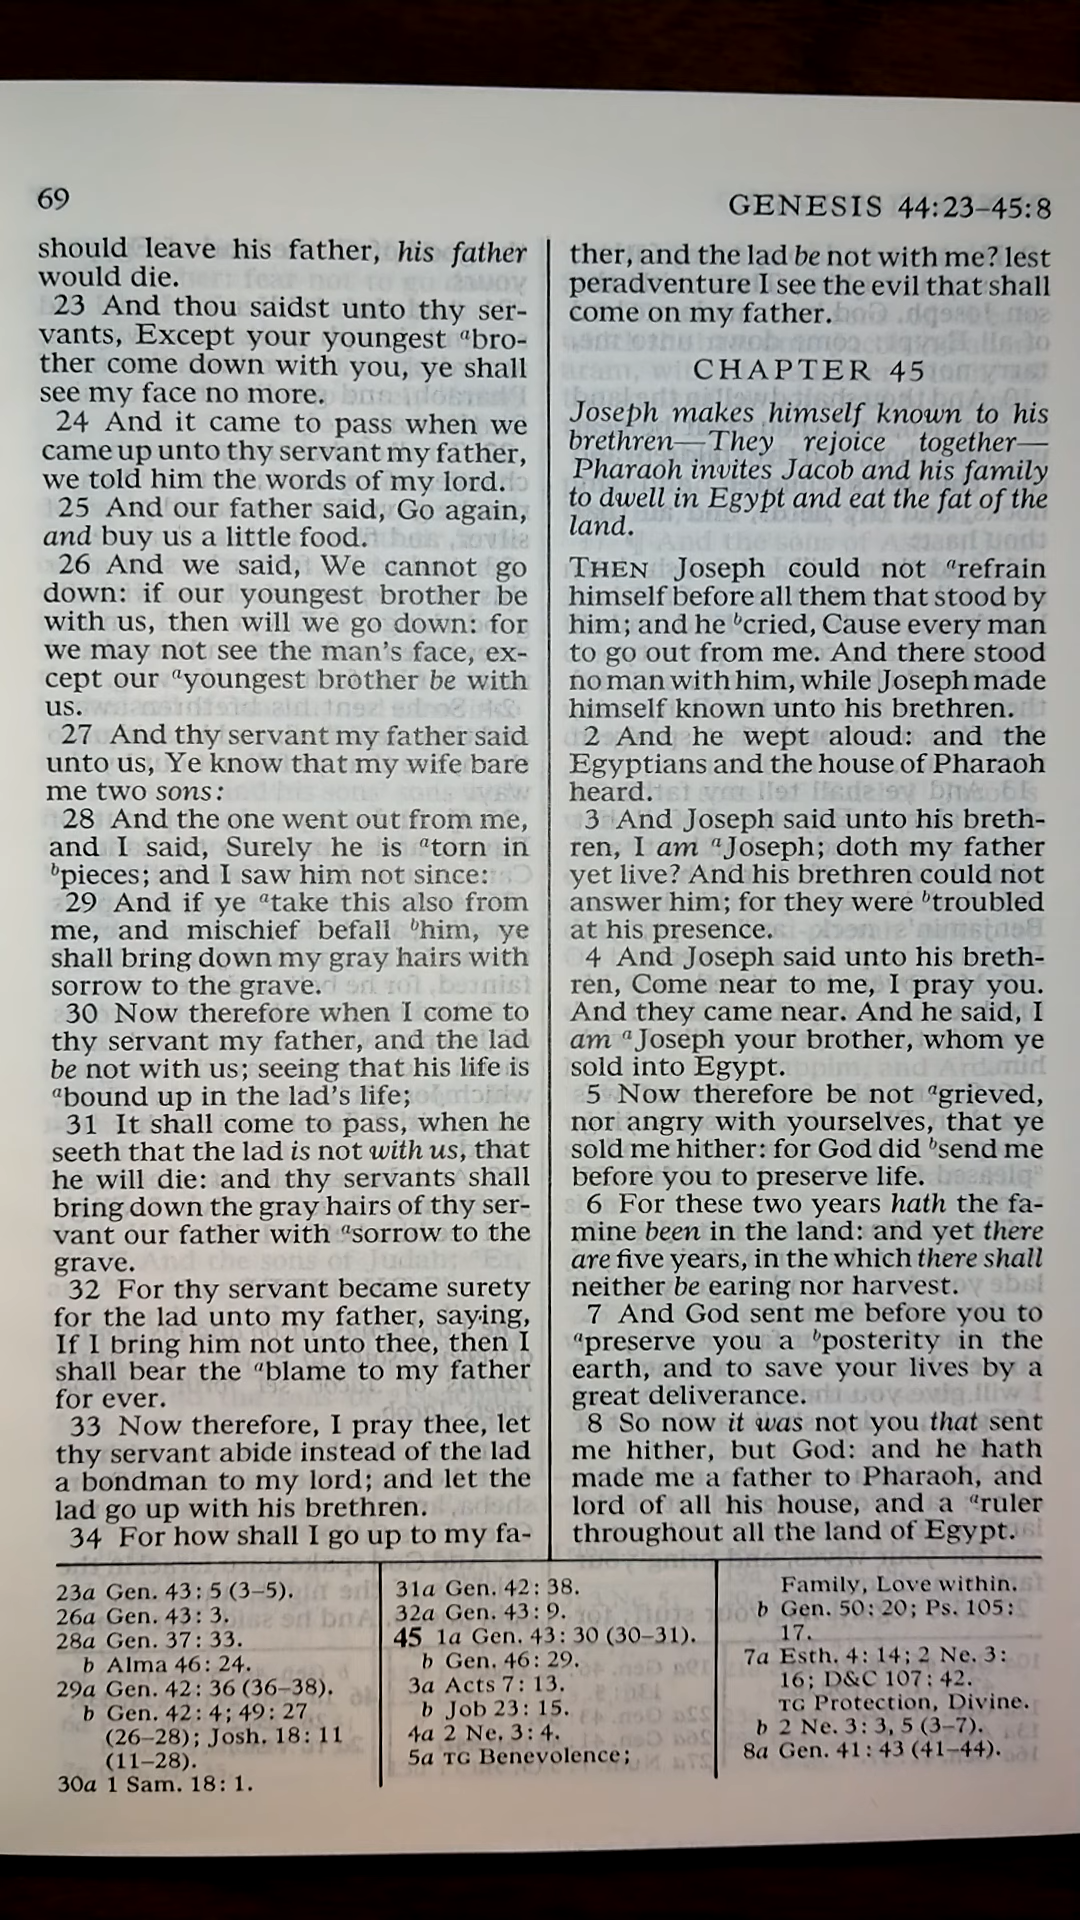 69
GENESIS 44:23–45:8
should leave his father, his father
would die.
23 And thou saidst unto thy ser-
vants, Except your youngest ᵃbro-
ther come down with you, ye shall
see my face no more.
24 And it came to pass when we
came up unto thy servant my father,
we told him the words of my lord.
25 And our father said, Go again,
and buy us a little food.
26 And we said, We cannot go
down: if our youngest brother be
with us, then will we go down: for
we may not see the man's face, ex-
cept our ᵃyoungest brother be with
us.
27 And thy servant my father said
unto us, Ye know that my wife bare
me two sons:
28 And the one went out from me,
and I said, Surely he is ᵃtorn in
ᵇpieces; and I saw him not since:
29 And if ye ᵃtake this also from
me, and mischief befall ᵇhim, ye
shall bring down my gray hairs with
sorrow to the grave.
30 Now therefore when I come to
thy servant my father, and the lad
be not with us; seeing that his life is
ᵃbound up in the lad's life;
31 It shall come to pass, when he
seeth that the lad is not with us, that
he will die: and thy servants shall
bring down the gray hairs of thy ser-
vant our father with ᵃsorrow to the
grave.
32 For thy servant became surety
for the lad unto my father, saying,
If I bring him not unto thee, then I
shall bear the ᵃblame to my father
for ever.
33 Now therefore, I pray thee, let
thy servant abide instead of the lad
a bondman to my lord; and let the
lad go up with his brethren.
34 For how shall I go up to my fa-
ther, and the lad be not with me? lest
peradventure I see the evil that shall
come on my father.
CHAPTER 45
Joseph makes himself known to his
brethren—They rejoice together—
Pharaoh invites Jacob and his family
to dwell in Egypt and eat the fat of the
land.
THEN Joseph could not ᵃrefrain
himself before all them that stood by
him; and he ᵇcried, Cause every man
to go out from me. And there stood
no man with him, while Joseph made
himself known unto his brethren.
2 And he wept aloud: and the
Egyptians and the house of Pharaoh
heard.
3 And Joseph said unto his breth-
ren, I am ᵃJoseph; doth my father
yet live? And his brethren could not
answer him; for they were ᵇtroubled
at his presence.
4 And Joseph said unto his breth-
ren, Come near to me, I pray you.
And they came near. And he said, I
am ᵃJoseph your brother, whom ye
sold into Egypt.
5 Now therefore be not ᵃgrieved,
nor angry with yourselves, that ye
sold me hither: for God did ᵇsend me
before you to preserve life.
6 For these two years hath the fa-
mine been in the land: and yet there
are five years, in the which there shall
neither be earing nor harvest.
7 And God sent me before you to
ᵃpreserve you a ᵇposterity in the
earth, and to save your lives by a
great deliverance.
8 So now it was not you that sent
me hither, but God: and he hath
made me a father to Pharaoh, and
lord of all his house, and a ᵃruler
throughout all the land of Egypt.
23a Gen. 43: 5 (3–5).
26a Gen. 43: 3.
28a Gen. 37: 33.
b Alma 46: 24.
29a Gen. 42: 36 (36–38).
b Gen. 42: 4; 49: 27
(26–28); Josh. 18: 11
(11–28).
30a 1 Sam. 18: 1.
31a Gen. 42: 38.
32a Gen. 43: 9.
45 1a Gen. 43: 30 (30–31).
b Gen. 46: 29.
3a Acts 7: 13.
b Job 23: 15.
4a 2 Ne. 3: 4.
5a TG Benevolence;
Family, Love within.
b Gen. 50: 20; Ps. 105:
17.
7a Esth. 4: 14; 2 Ne. 3:
16; D&C 107: 42.
TG Protection, Divine.
b 2 Ne. 3: 3, 5 (3–7).
8a Gen. 41: 43 (41–44).